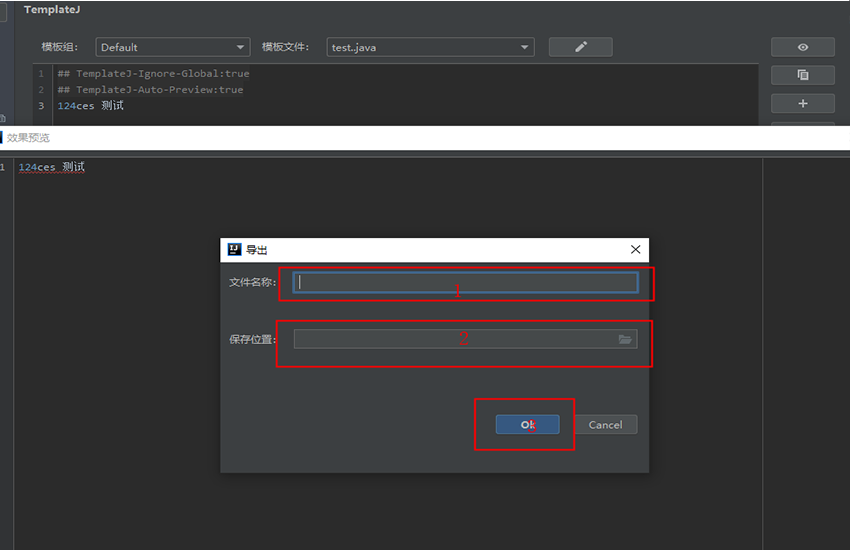 TemplateJ
模板组: Default 模板文件: test.java
1 ## TemplateJ-Ignore-Global:true
2 ## TemplateJ-Auto-Preview:true
3 124ces 测试
效果预览
1 124ces 测试
导出
文件名称: 1
保存位置: 2
Ok Cancel